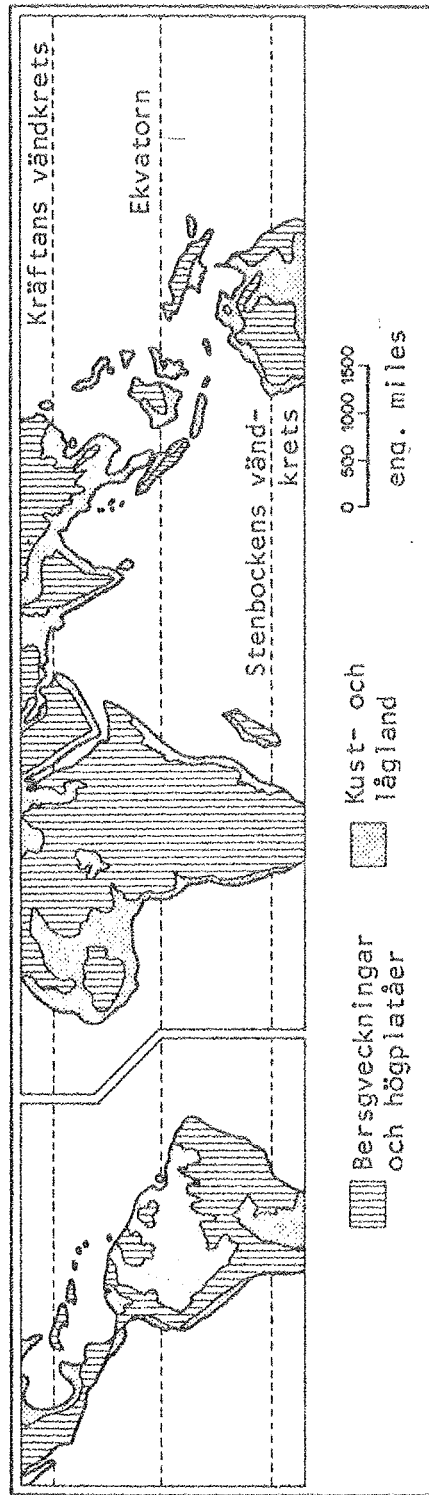 Kräftans vändkrets
Ekvatorn
Stenbockens vänd-
krets
0 500 1000 1500
eng. miles
Bersgveckningar
och högplatåer
Kust- och
lågland